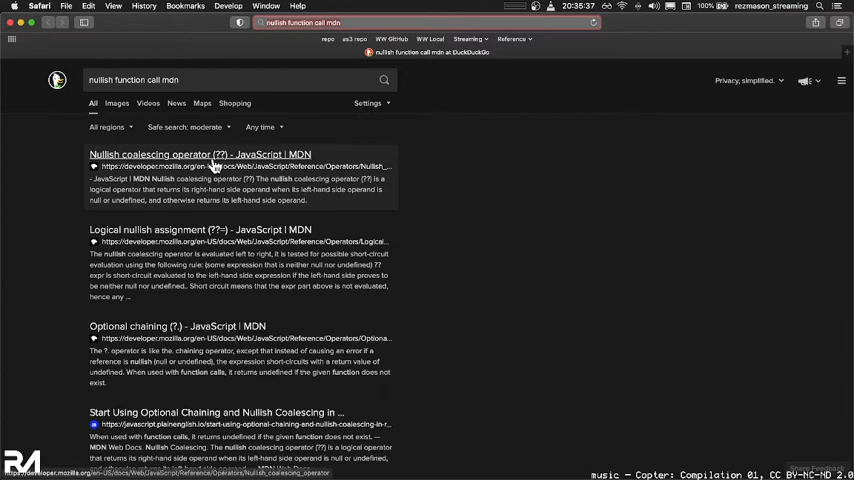 Safari File Edit View History Bookmarks Develop Window Help 100% 20:35:37 rezmason_streaming
nullish function call mdn
repo as3 repo WW GitHub WW Local Streaming Reference
nullish function call mdn at DuckDuckGo
nullish function call mdn
Privacy, simplified.
All Images Videos News Maps Shopping Settings
All regions Safe search: moderate Any time
Nullish coalescing operator (??) - JavaScript | MDN
https://developer.mozilla.org/en-US/docs/Web/JavaScript/Reference/Operators/Nullish_...
- JavaScript | MDN Nullish coalescing operator (??) The nullish coalescing operator (??) is a
logical operator that returns its right-hand side operand when its left-hand side operand is
null or undefined, and otherwise returns its left-hand side operand.
Logical nullish assignment (??=) - JavaScript | MDN
https://developer.mozilla.org/en-US/docs/Web/JavaScript/Reference/Operators/Logical...
The nullish coalescing operator is evaluated left to right, it is tested for possible short-circuit
evaluation using the following rule: (some expression that is neither null nor undefined) ??
expr is short-circuit evaluated to the left-hand side expression if the left-hand side proves to
be neither null nor undefined.. Short circuit means that the expr part above is not evaluated,
hence any ...
Optional chaining (?.) - JavaScript | MDN
https://developer.mozilla.org/en-US/docs/Web/JavaScript/Reference/Operators/Optiona...
The ?. operator is like the. chaining operator, except that instead of causing an error if a
reference is nullish (null or undefined), the expression short-circuits with a return value of
undefined. When used with function calls, it returns undefined if the given function does not
exist.
Start Using Optional Chaining and Nullish Coalescing in ...
https://javascript.plainenglish.io/start-using-optional-chaining-and-nullish-coalescing-in-r...
When used with function calls, it returns undefined if the given function does not exist. —
MDN Web Docs. Nullish Coalescing. The nullish coalescing operator (??) is a logical
operator that returns its right-hand side operand when its left-hand side operand is null or
https://developer.mozilla.org/en-US/docs/Web/JavaScript/Reference/Operators/Nullish_coalescing_operator
Share Feedback
RM
music - Copter: Compilation 01, CC BY-NC-ND 2.0